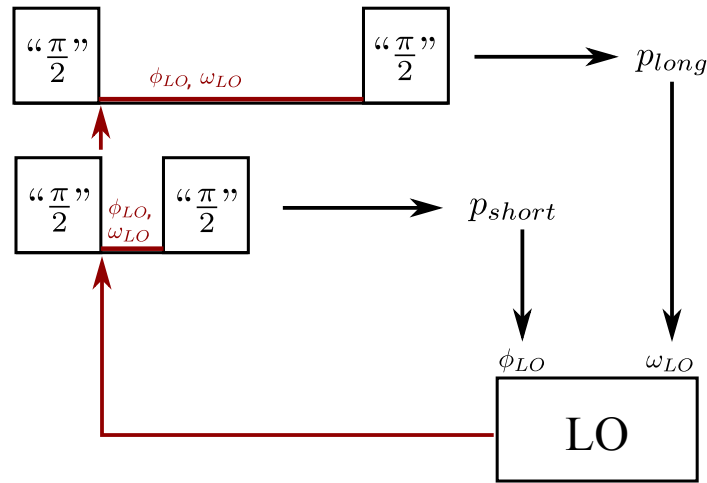 “π/2” “π/2”
ϕ_LO, ω_LO
p_long
“π/2” “π/2”
ϕ_LO,
ω_LO
p_short
ϕ_LO ω_LO
LO